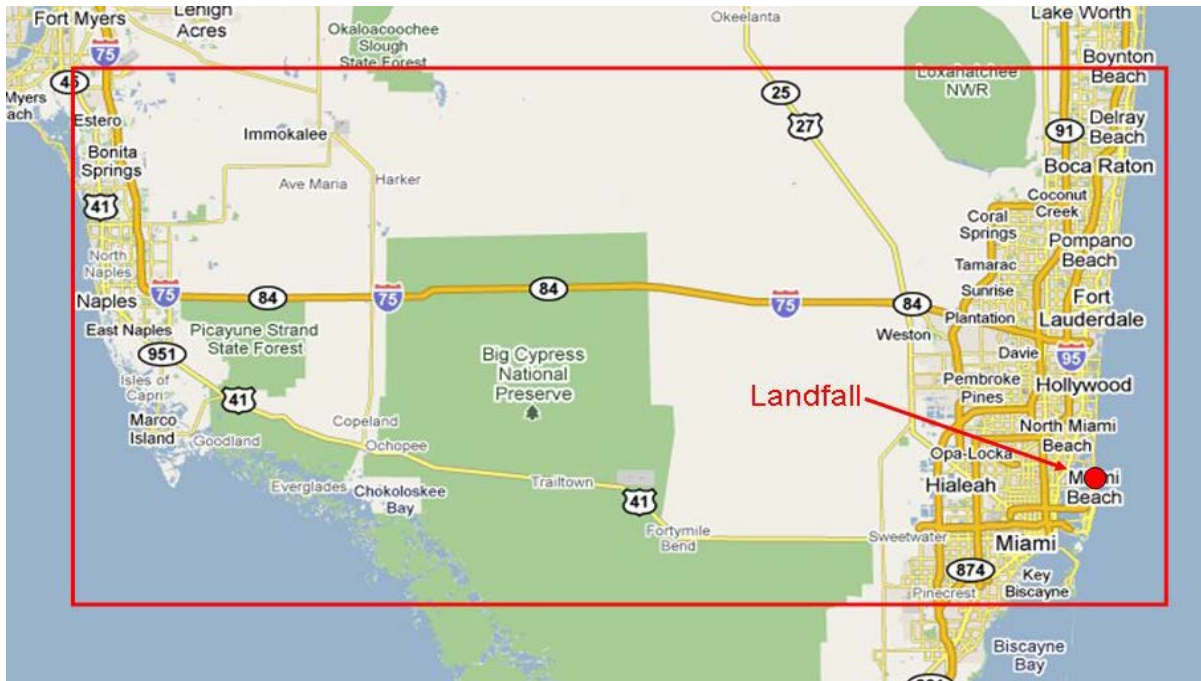 Fort Myers
Lehigh
Acres
Okaloacoochee
Slough
State Forest
Okeelanta
Lake Worth
75
45
Loxahatchee
NWR
Boynton
Beach
Myers
ach
Estero
25
27
91
Delray
Beach
Immokalee
Bonita
Springs
Boca Raton
Ave Maria
Harker
41
Coconut
Creek
Coral
Springs
North
Naples
Pompano
Beach
Tamarac
Naples
75
84
75
84
75
84
Sunrise
Fort
Lauderdale
Plantation
East Naples
Picayune Strand
State Forest
Weston
951
Big Cypress
National
Preserve
Davie
95
Isles of
Capri
41
Pembroke
Pines
Hollywood
Landfall
Marco
Island
Copeland
Goodland
Ochopee
North Miami
Beach
Opa-Locka
Everglades
Chokoloskee
Bay
Trailtown
41
Hialeah
Miami
Beach
Fortymile
Bend
Sweetwater
Miami
874
Key
Biscayne
Pinecrest
Biscayne
Bay